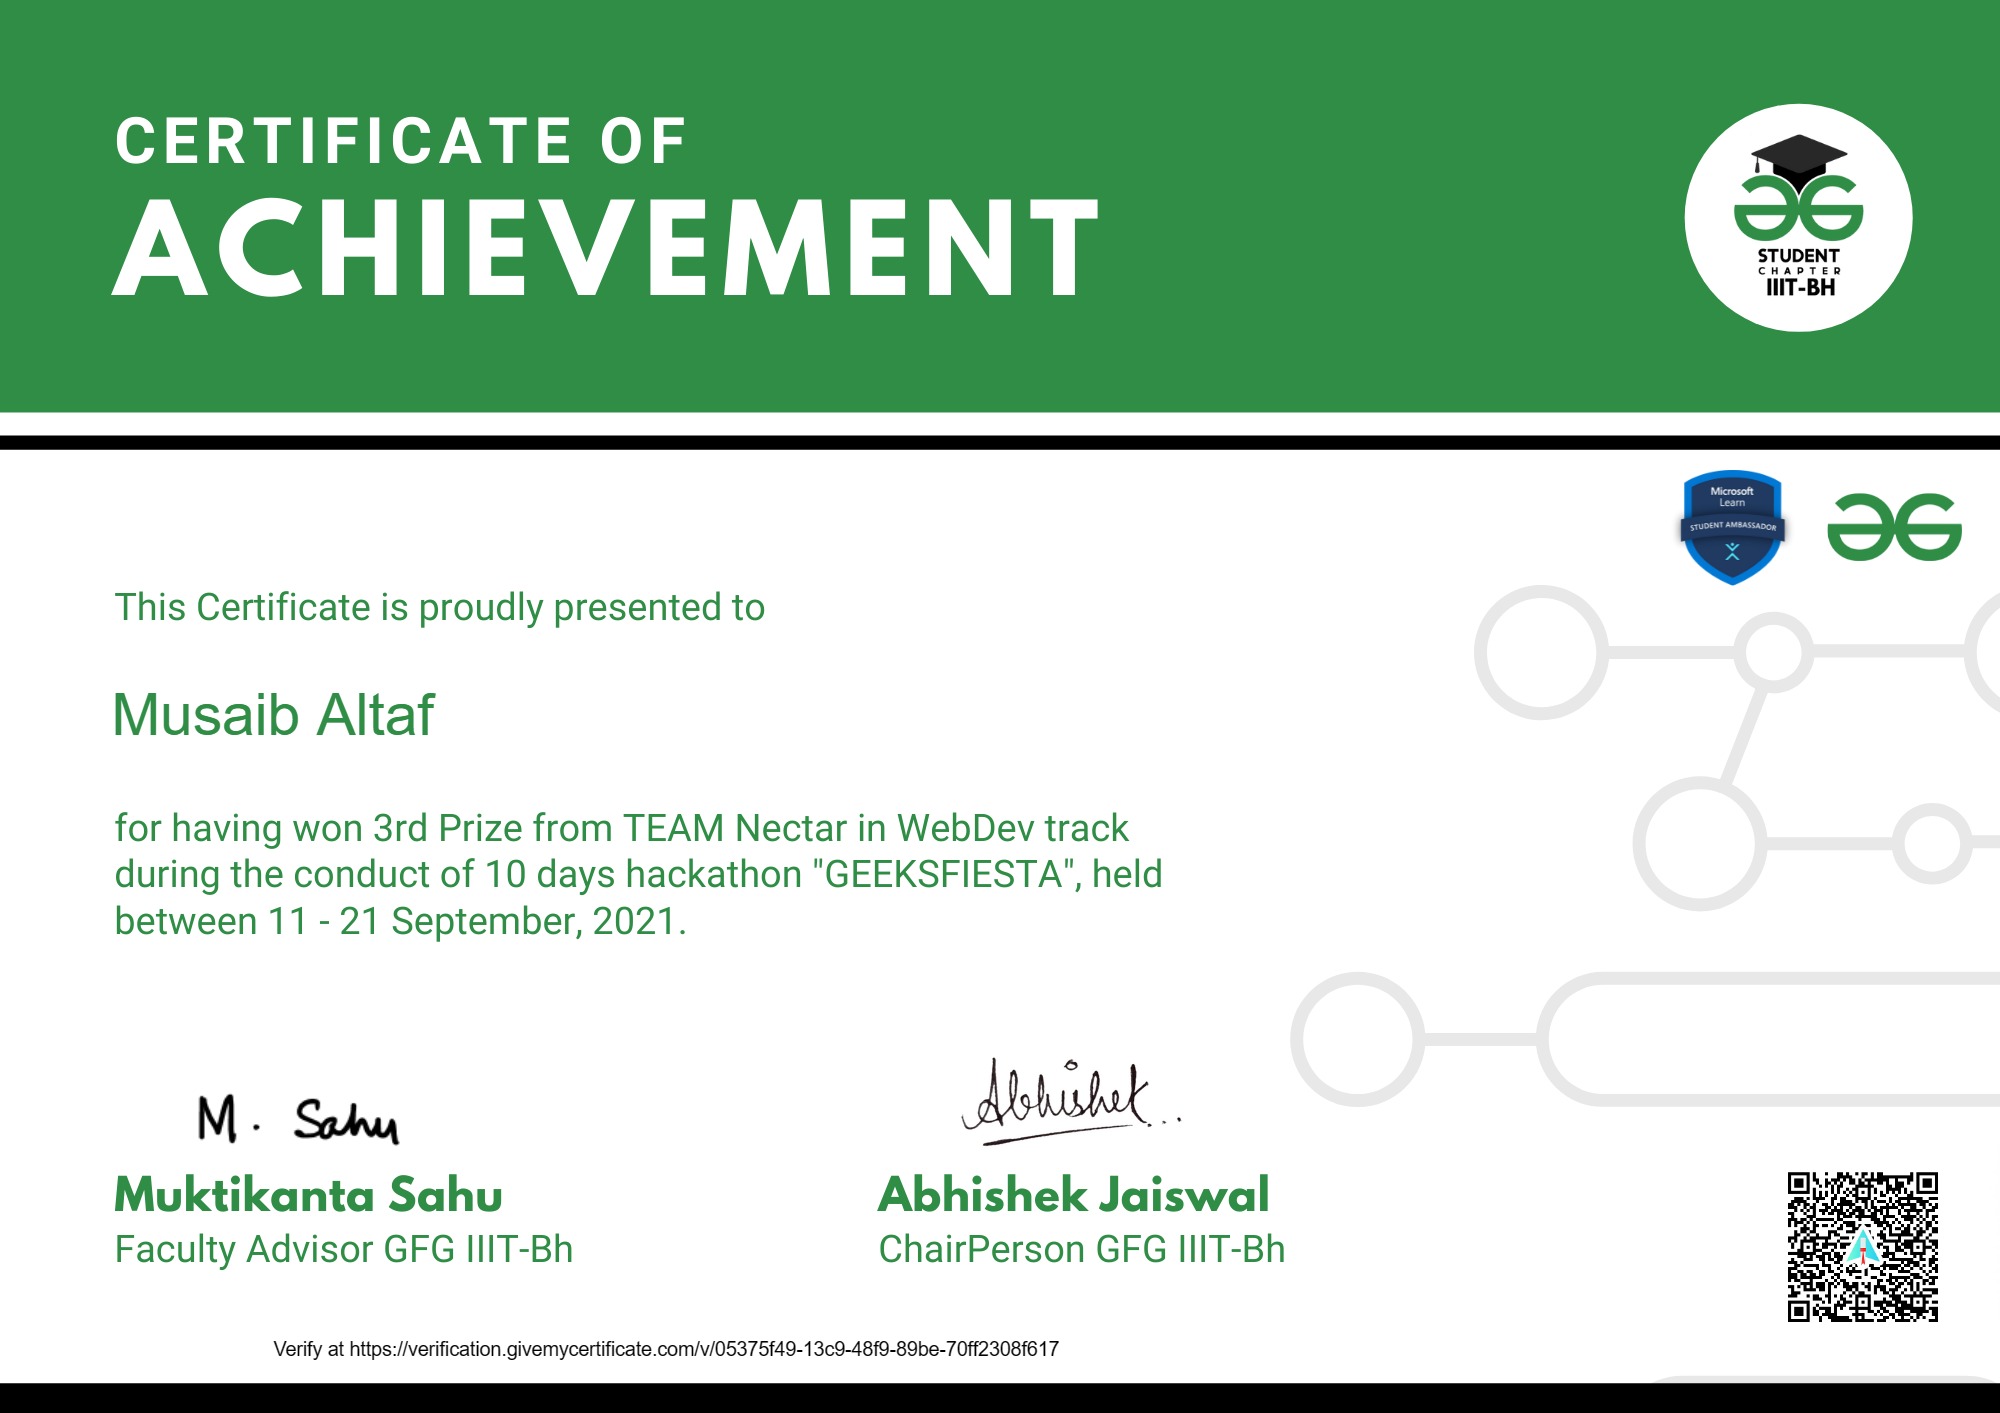 CERTIFICATE OF
ACHIEVEMENT
STUDENT
CHAPTER
IIIT-BH
Microsoft
Learn
STUDENT AMBASSADOR
This Certificate is proudly presented to
Musaib Altaf
for having won 3rd Prize from TEAM Nectar in WebDev track
during the conduct of 10 days hackathon "GEEKSFIESTA", held
between 11 - 21 September, 2021.
M. Sahu
Abhishek
Muktikanta Sahu
Faculty Advisor GFG IIIT-Bh
Abhishek Jaiswal
ChairPerson GFG IIIT-Bh
Verify at https://verification.givemycertificate.com/v/05375f49-13c9-48f9-89be-70ff2308f617